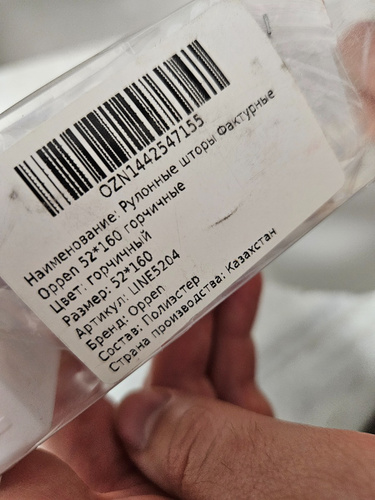 OZN1442547155
Наименование: Рулонные шторы Фактурные
Oppen 52*160 горчичные
Цвет: горчичный
Размер: 52*160
Артикул: LINE5204
Бренд: Oppen
Состав: Полиэстер
Страна производства: Казахстан